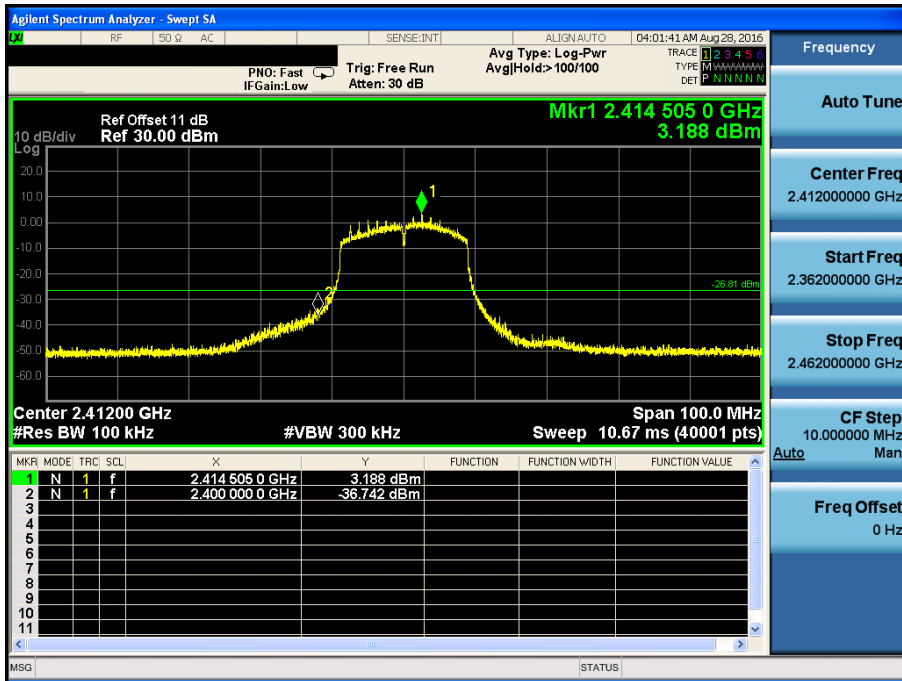 Agilent Spectrum Analyzer - Swept SA
LXI RF 50 Ω AC SENSE:INT ALIGN AUTO 04:01:41 AM Aug 28, 2016
PNO: Fast
IFGain:Low
Trig: Free Run
Atten: 30 dB
Avg Type: Log-Pwr
Avg|Hold:> 100/100
TRACE 1 2 3 4 5 6
TYPE M WWWWW
DET P N N N N N
Mkr1 2.414 505 0 GHz
3.188 dBm
Ref Offset 11 dB
10 dB/div Ref 30.00 dBm
Log
20.0
10.0
0.00
-10.0
-20.0
-30.0
-40.0
-50.0
-60.0
1
2
-26.81 dBm
Center 2.41200 GHz Span 100.0 MHz
#Res BW 100 kHz #VBW 300 kHz Sweep 10.67 ms (40001 pts)
MKR MODE TRC SCL X Y FUNCTION FUNCTION WIDTH FUNCTION VALUE
1 N 1 f 2.414 505 0 GHz 3.188 dBm
2 N 1 f 2.400 000 0 GHz -36.742 dBm
3
4
5
6
7
8
9
10
11
MSG STATUS
Frequency
Auto Tune
Center Freq
2.412000000 GHz
Start Freq
2.362000000 GHz
Stop Freq
2.462000000 GHz
CF Step
10.000000 MHz
Auto Man
Freq Offset
0 Hz